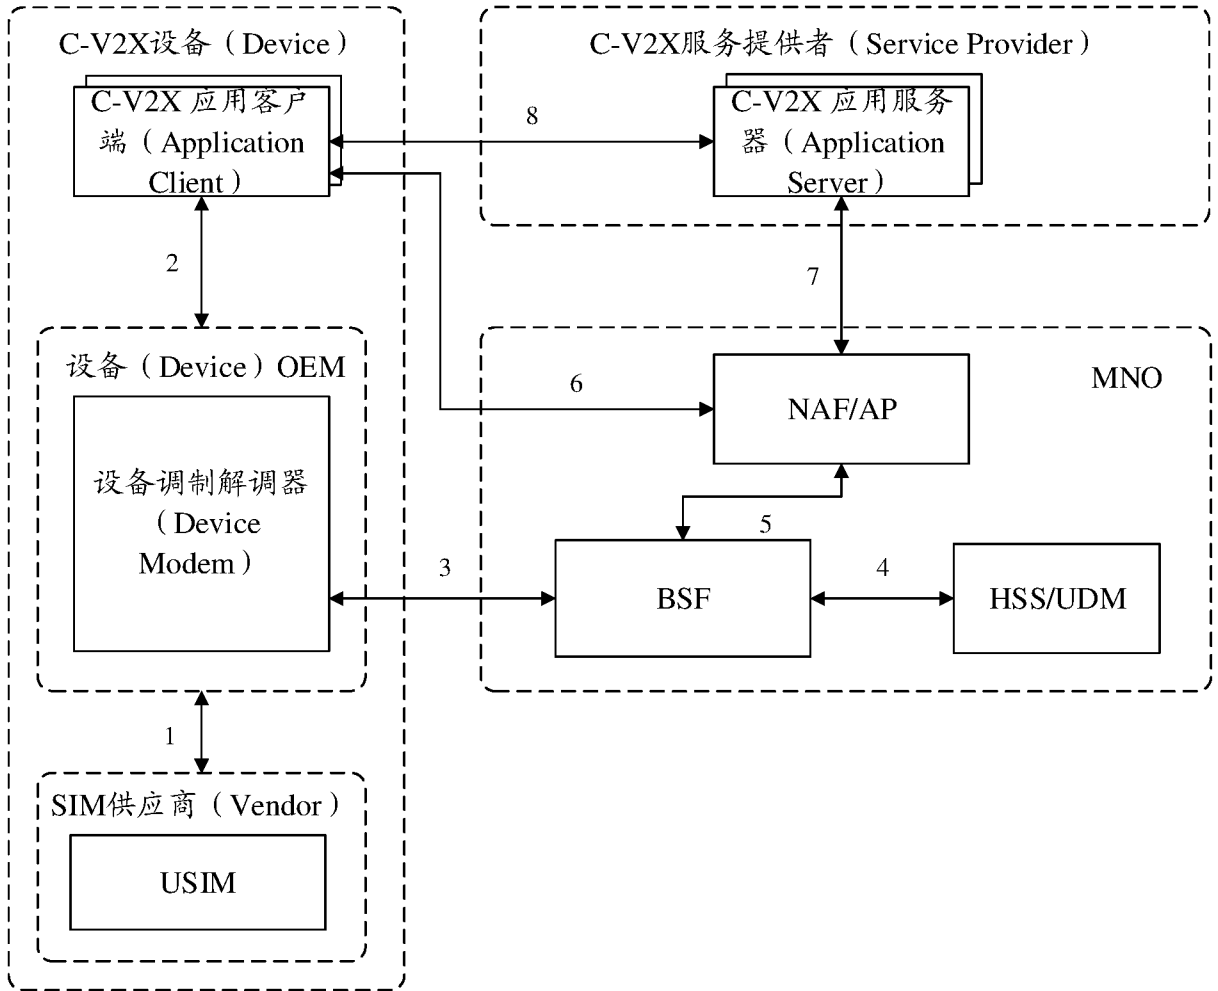 C-V2X设备（Device）
C-V2X 应用客户
端（Application
Client）
2
设备（Device）OEM
设备调制解调器
（Device
Modem）
1
SIM供应商（Vendor）
USIM
8
6
3
C-V2X服务提供者（Service Provider）
C-V2X 应用服务
器（Application
Server）
7
MNO
NAF/AP
5
BSF
4
HSS/UDM